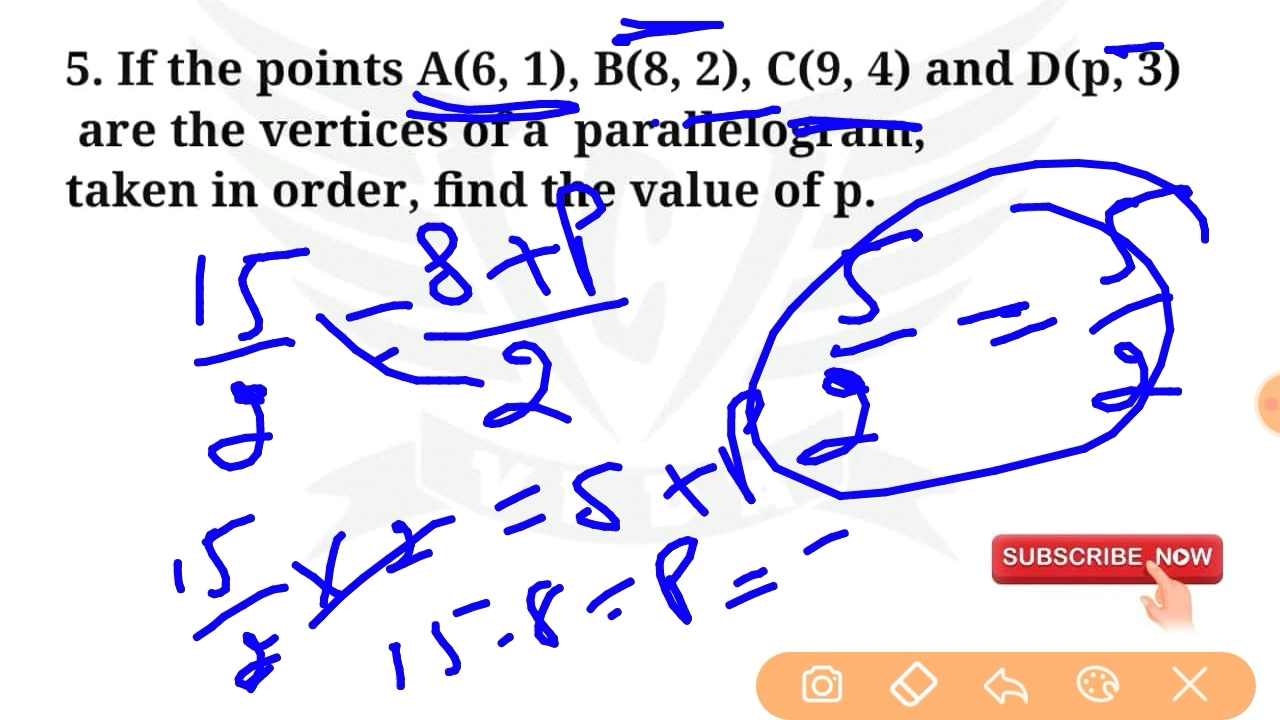 5. If the points A(6, 1), B(8, 2), C(9, 4) and D(p, 3)
are the vertices of a parallelogram,
taken in order, find the value of p.
15/2 = 8+P/2
5/2 = 5/2
15/2 × 2 = 8 + P
15 - 8 = P =
SUBSCRIBE NOW